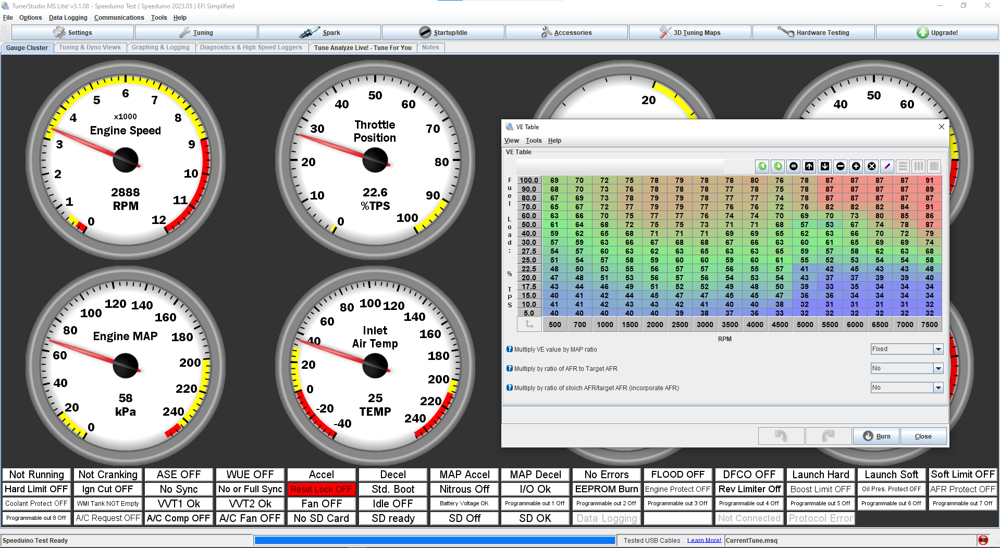 TunerStudio MS Lite! v3.1.08 - Speeduino Test ( Speeduino 2023.05 ) EFI Simplified
File Options Data Logging Communications Tools Help
Settings Tuning Spark Startup/Idle Accessories 3D Tuning Maps Hardware Testing Upgrade!
Gauge Cluster Tuning & Dyno Views Graphing & Logging Diagnostics & High Speed Loggers Tune Analyze Live! - Tune For You Notes
0 1 2 3 4 5 6 7 8 9 10 11 12
x1000
Engine Speed
2888
RPM
0 10 20 30 40 50 60 70 80 90 100
Throttle
Position
22.6
%TPS
20
40 50 60
0 20 40 60 80 100 120 140 160 180 200 220 240
Engine MAP
58
kPa
-40 -20 0 20 40 60 80 100 120 140 160 180 200 220 240
Inlet
Air Temp
25
TEMP
VE Table
View Tools Help
VE Table
Fuel Load: % TPS
100.0 69 70 72 75 78 79 78 78 80 76 78 87 87 87 87 91
90.0 68 70 73 76 78 78 78 77 78 75 78 87 87 87 87 89
80.0 67 69 73 78 79 79 78 77 77 74 78 87 87 87 87 87
70.0 65 67 72 77 79 79 77 76 76 72 76 82 82 82 84 91
60.0 63 66 70 75 77 77 76 74 74 70 69 70 73 80 85 86
50.0 61 64 68 72 75 75 73 71 71 68 57 53 67 74 78 87
40.0 59 62 65 68 71 71 71 69 69 65 62 63 66 70 72 79
30.0 57 59 63 66 67 68 68 67 66 63 60 61 65 69 69 74
27.5 54 57 60 63 62 63 65 63 63 65 59 57 58 62 63 68
25.0 51 54 57 58 59 60 60 59 60 61 55 52 53 54 54 58
22.5 48 50 53 55 56 57 57 56 55 57 41 42 45 43 43 48
20.0 47 48 51 53 56 57 56 54 53 54 43 37 37 39 39 40
17.5 43 44 46 49 51 52 52 49 48 50 39 33 35 34 34 34
15.0 40 41 42 44 45 47 47 45 45 47 36 36 34 34 34 34
10.0 41 41 42 43 43 42 41 40 40 38 32 31 31 31 31 32
5.0 40 40 40 40 40 39 38 37 36 33 32 32 32 32 32 32
500 700 1000 1500 2000 2500 3000 3500 4000 4500 5000 5500 6000 6500 7000 7500
RPM
Multiply VE value by MAP ratio Fixed
Multiply by ratio of AFR to Target AFR No
Multiply by ratio of stoich AFR/target AFR (incorporate AFR) No
Burn Close
Not Running Not Cranking ASE OFF WUE OFF Accel Decel MAP Accel MAP Decel No Errors FLOOD OFF DFCO OFF Launch Hard Launch Soft Soft Limit OFF
Hard Limit OFF Ign Cut OFF No Sync No or Full Sync Reset Lock OFF Std. Boot Nitrous Off I/O Ok EEPROM Burn Engine Protect OFF Rev Limiter Off Boost Limit OFF Oil Pres. Protect OFF AFR Protect OFF
Coolant Protect OFF WMI Tank NOT Empty VVT1 Ok VVT2 Ok Fan OFF Idle OFF Battery Voltage OK Programmable out 1 Off Programmable out 2 Off Programmable out 3 Off Programmable out 4 Off Programmable out 5 Off Programmable out 6 Off Programmable out 7 Off
Programmable out 8 Off A/C Request OFF A/C Comp OFF A/C Fan OFF No SD Card SD ready SD Off SD OK Data Logging Not Connected Protocol Error
Speeduino Test Ready Tested USB Cables Learn More! CurrentTune.msq